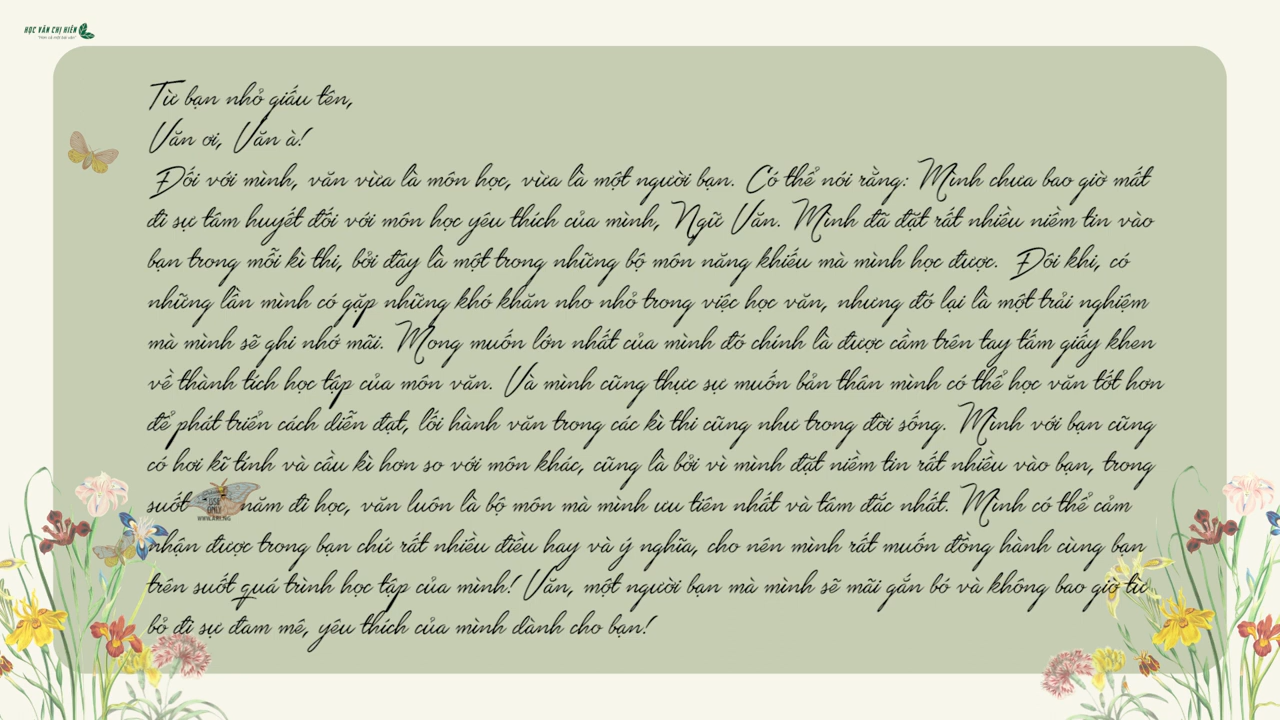 HỌC VĂN CHỊ HIÊN
Từ bạn nhỏ giấu tên,
Văn ơi, Văn à!
Đối với mình, văn vừa là môn học, vừa là một người bạn. Có thể nói rằng: Mình chưa bao giờ mất
đi sự tâm huyết đối với môn học yêu thích của mình, Ngữ Văn. Mình đã đặt rất nhiều niềm tin vào
bạn trong mỗi kì thi, bởi đây là một trong những bộ môn năng khiếu mà mình học được. Đôi khi, có
những lần mình có gặp những khó khăn nho nhỏ trong việc học văn, nhưng đó lại là một trải nghiệm
mà mình sẽ ghi nhớ mãi. Mong muốn lớn nhất của mình đó chính là được cầm trên tay tấm giấy khen
về thành tích học tập của môn văn. Và mình cũng thực sự muốn bản thân mình có thể học văn tốt hơn
để phát triển cách diễn đạt, lối hành văn trong các kì thi cũng như trong đời sống. Mình với bạn cũng
có hơi kĩ tính và cầu kì hơn so với môn khác, cũng là bởi vì mình đặt niềm tin rất nhiều vào bạn, trong
suốt năm đi học, văn luôn là bộ môn mà mình ưu tiên nhất và tâm đắc nhất. Mình có thể cảm
nhận được trong bạn chứ rất nhiều điều hay và ý nghĩa, cho nên mình rất muốn đồng hành cùng bạn
trên suốt quá trình học tập của mình! Văn, một người bạn mà mình sẽ mãi gắn bó và không bao giờ từ
bỏ đi sự đam mê, yêu thích của mình dành cho bạn!